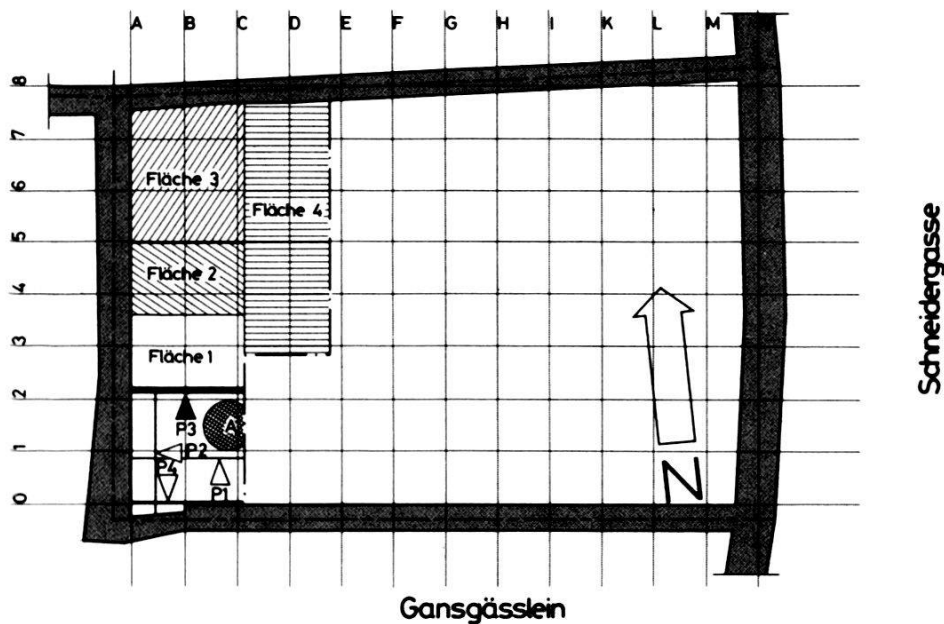 A B C D E F G H I K L M
8
7
6
5
4
3
2
1
0
Fläche 3
Fläche 4
Fläche 2
Fläche 1
P3
A
P2
P4
P1
N
Schneidergasse
Gansgässlein